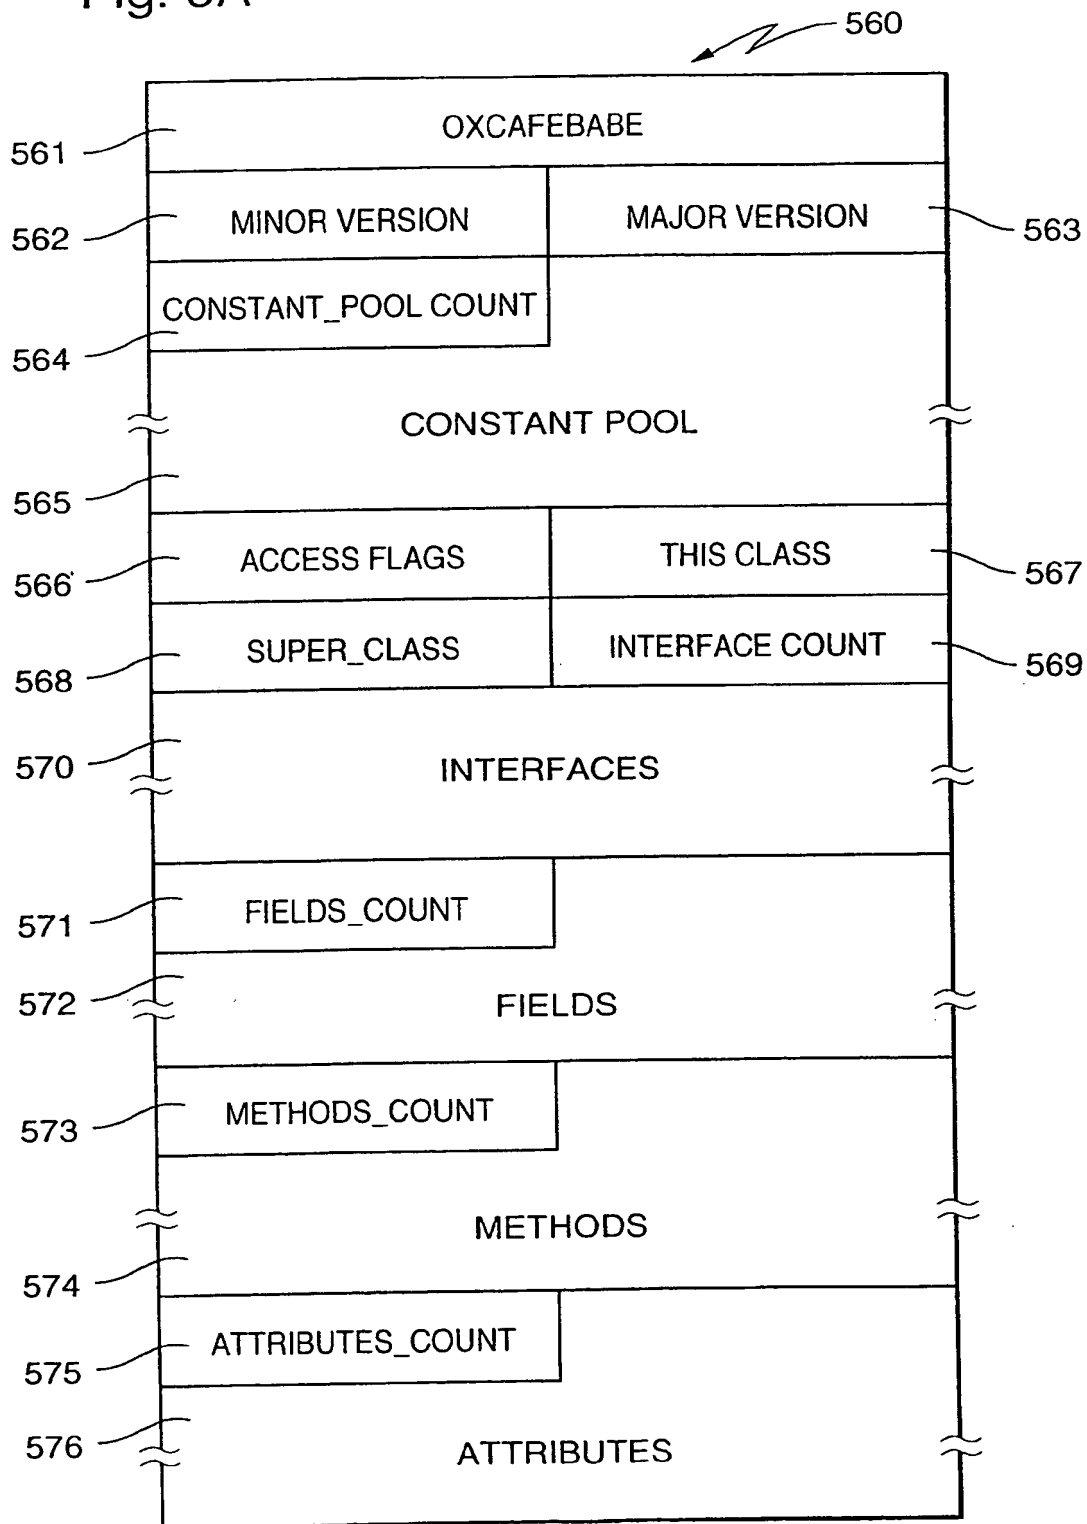 560
561
OXCAFEBABE
562
MINOR VERSION
MAJOR VERSION
563
CONSTANT_POOL COUNT
564
CONSTANT POOL
565
ACCESS FLAGS
THIS CLASS
566
567
SUPER_CLASS
INTERFACE COUNT
568
569
570
INTERFACES
571
FIELDS_COUNT
572
FIELDS
573
METHODS_COUNT
METHODS
574
ATTRIBUTES_COUNT
575
576
ATTRIBUTES